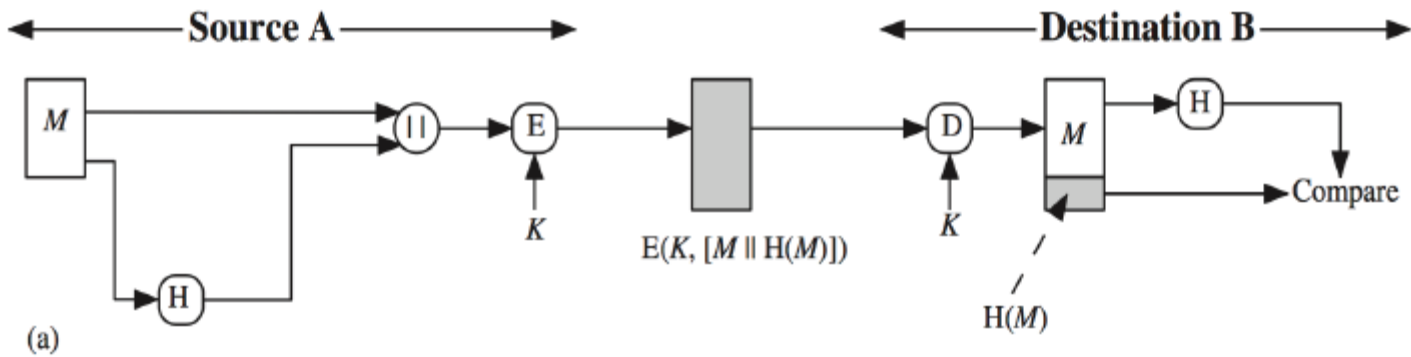 Source A
Destination B
M
||
E
D
M
H
K
K
Compare
E(K, [M || H(M)])
H
H(M)
(a)